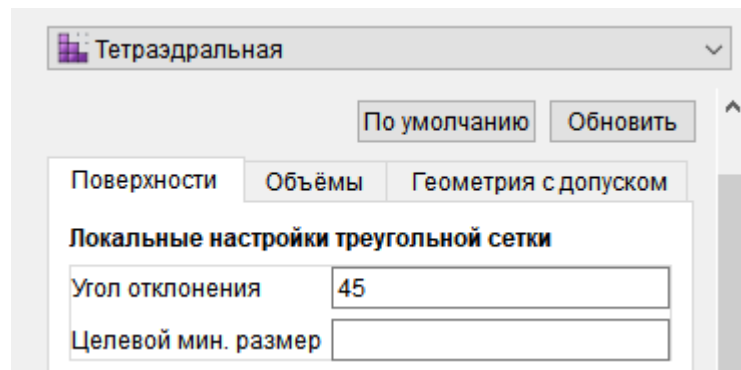 Тетраэдральная
По умолчанию Обновить
Поверхности Объёмы Геометрия с допуском
Локальные настройки треугольной сетки
Угол отклонения 45
Целевой мин. размер